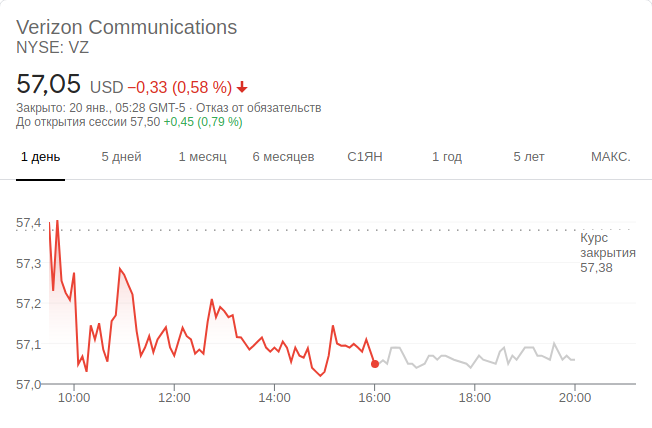 Verizon Communications
NYSE: VZ
57,05 USD −0,33 (0,58 %)
Закрыто: 20 янв., 05:28 GMT-5 · Отказ от обязательств
До открытия сессии 57,50 +0,45 (0,79 %)
1 день 5 дней 1 месяц 6 месяцев С1ЯН 1 год 5 лет МАКС.
57,4
Курс
закрытия
57,38
57,3
57,2
57,1
57,0
10:00 12:00 14:00 16:00 18:00 20:00